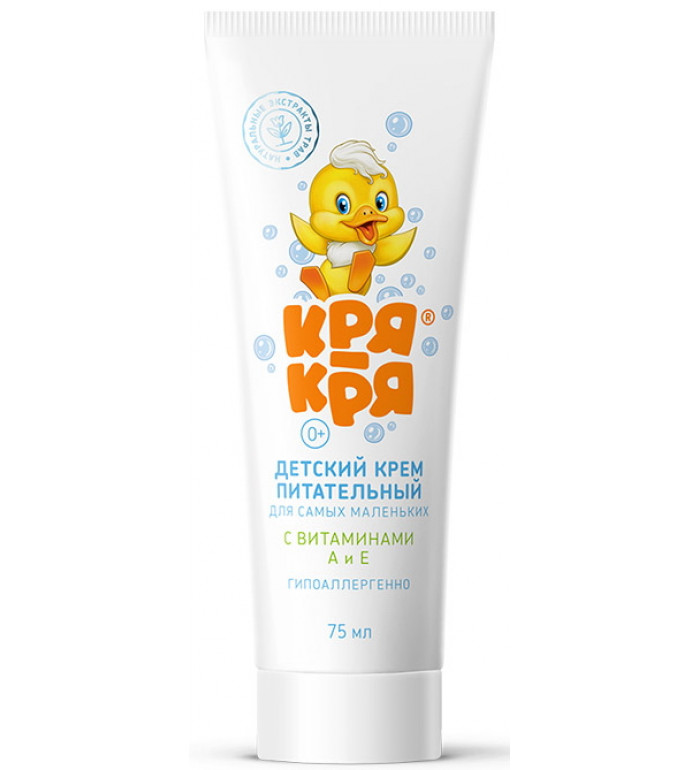 НАТУРАЛЬНЫЕ ЭКСТРАКТЫ ТРАВ
КРЯ®
-КРЯ
0+
ДЕТСКИЙ КРЕМ
ПИТАТЕЛЬНЫЙ
ДЛЯ САМЫХ МАЛЕНЬКИХ
С ВИТАМИНАМИ
А и Е
ГИПОАЛЛЕРГЕННО
75 мл